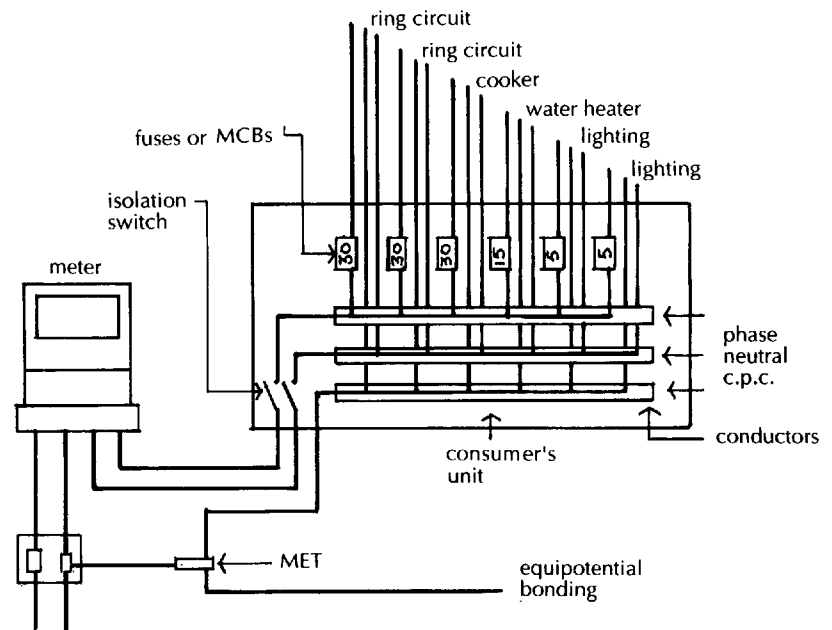 ring circuit
ring circuit
cooker
water heater
lighting
lighting
fuses or MCBs
isolation
switch
meter
30
30
30
15
5
5
phase
neutral
c.p.c.
conductors
consumer's
unit
MET
equipotential
bonding